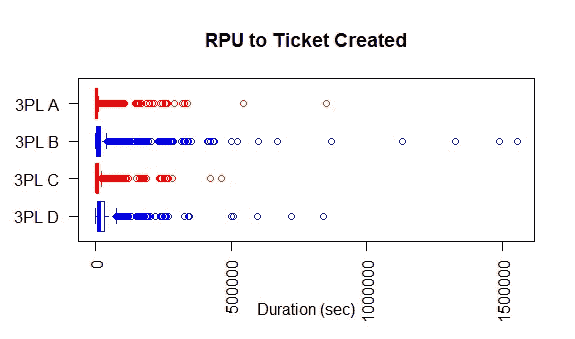 RPU to Ticket Created
3PL A
3PL B
3PL C
3PL D
0
500000
1000000
1500000
Duration (sec)